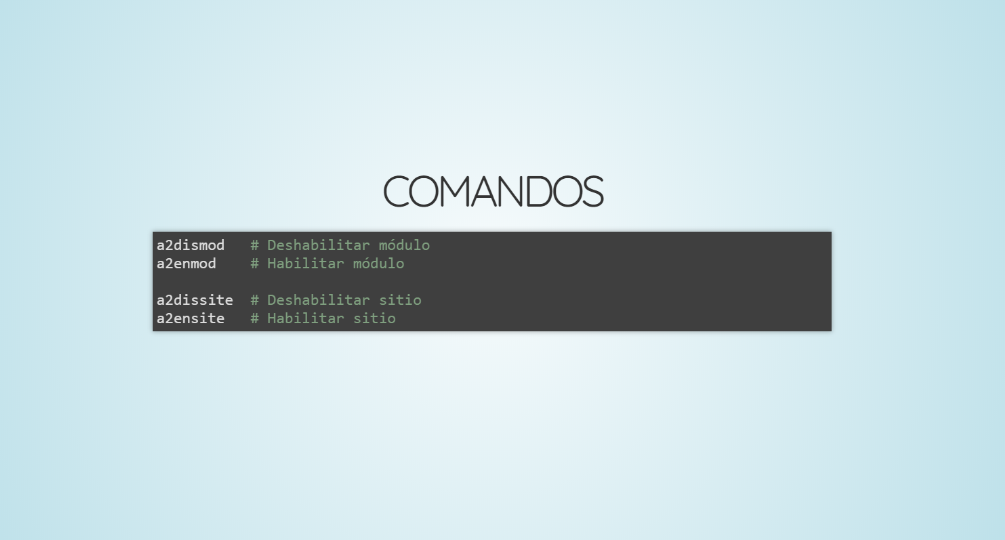 COMANDOS
a2dismod   # Deshabilitar módulo
a2enmod    # Habilitar módulo

a2dissite  # Deshabilitar sitio
a2ensite   # Habilitar sitio